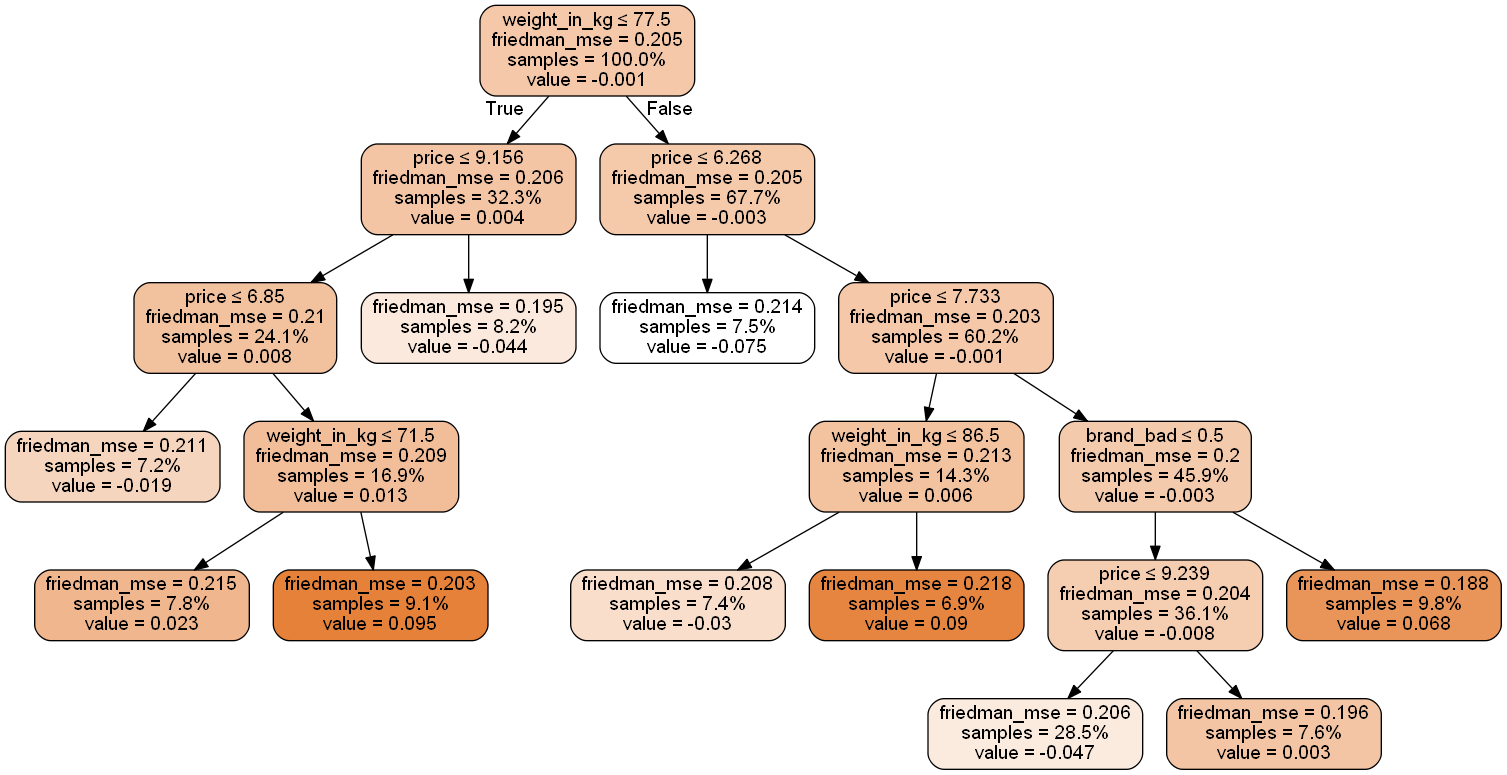 weight_in_kg ≤ 77.5
friedman_mse = 0.205
samples = 100.0%
value = -0.001
True
False
price ≤ 9.156
friedman_mse = 0.206
samples = 32.3%
value = 0.004
price ≤ 6.268
friedman_mse = 0.205
samples = 67.7%
value = -0.003
price ≤ 6.85
friedman_mse = 0.21
samples = 24.1%
value = 0.008
friedman_mse = 0.195
samples = 8.2%
value = -0.044
friedman_mse = 0.214
samples = 7.5%
value = -0.075
price ≤ 7.733
friedman_mse = 0.203
samples = 60.2%
value = -0.001
friedman_mse = 0.211
samples = 7.2%
value = -0.019
weight_in_kg ≤ 71.5
friedman_mse = 0.209
samples = 16.9%
value = 0.013
weight_in_kg ≤ 86.5
friedman_mse = 0.213
samples = 14.3%
value = 0.006
brand_bad ≤ 0.5
friedman_mse = 0.2
samples = 45.9%
value = -0.003
friedman_mse = 0.215
samples = 7.8%
value = 0.023
friedman_mse = 0.203
samples = 9.1%
value = 0.095
friedman_mse = 0.208
samples = 7.4%
value = -0.03
friedman_mse = 0.218
samples = 6.9%
value = 0.09
price ≤ 9.239
friedman_mse = 0.204
samples = 36.1%
value = -0.008
friedman_mse = 0.188
samples = 9.8%
value = 0.068
friedman_mse = 0.206
samples = 28.5%
value = -0.047
friedman_mse = 0.196
samples = 7.6%
value = 0.003